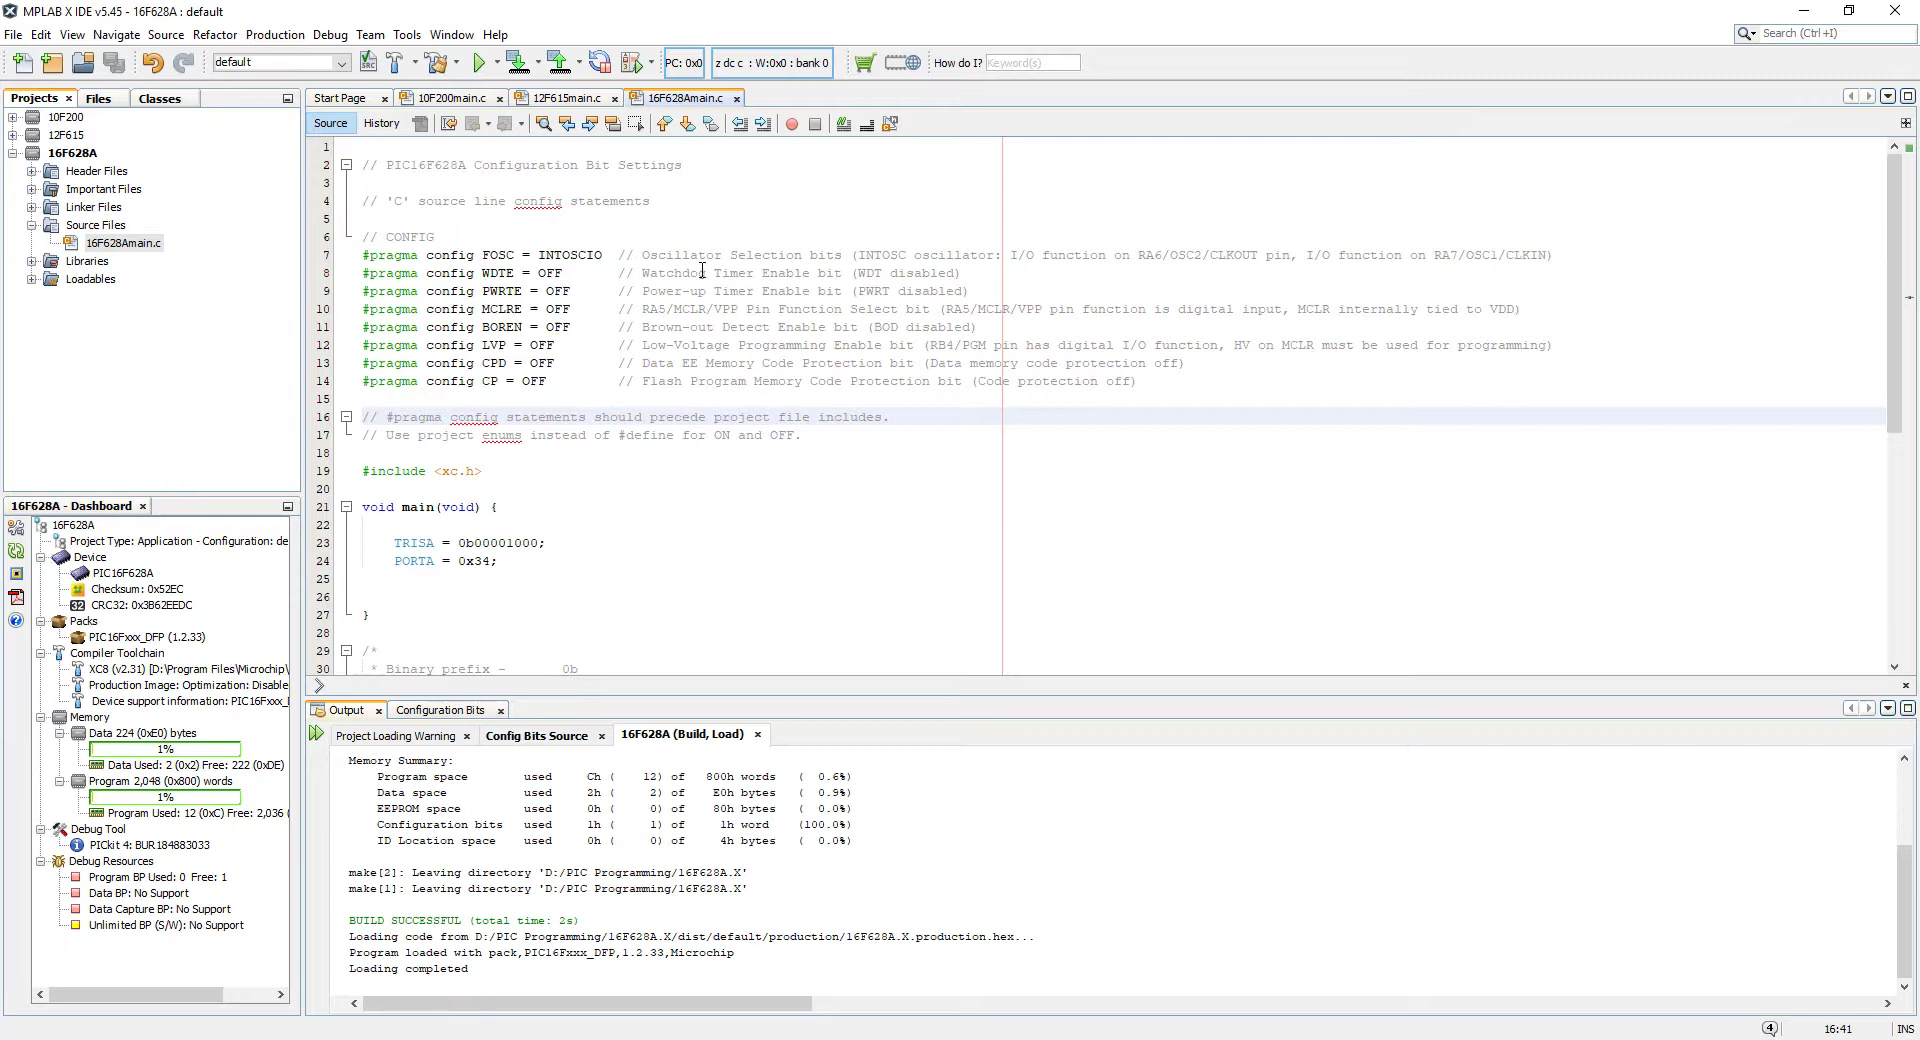 MPLAB X IDE v5.45 - 16F628A : default
File Edit View Navigate Source Refactor Production Debug Team Tools Window Help
Search (Ctrl+I)
default
PC: 0x0
z dc c : W:0x0 : bank 0
How do I?
Keyword(s)
Projects
Files
Classes
10F200
12F615
16F628A
Header Files
Important Files
Linker Files
Source Files
16F628Amain.c
Libraries
Loadables
Start Page
10F200main.c
12F615main.c
16F628Amain.c
Source
History
1
2 // PIC16F628A Configuration Bit Settings
3
4 // 'C' source line config statements
5
6 // CONFIG
7 #pragma config FOSC = INTOSCIO // Oscillator Selection bits (INTOSC oscillator: I/O function on RA6/OSC2/CLKOUT pin, I/O function on RA7/OSC1/CLKIN)
8 #pragma config WDTE = OFF // Watchdog Timer Enable bit (WDT disabled)
9 #pragma config PWRTE = OFF // Power-up Timer Enable bit (PWRT disabled)
10 #pragma config MCLRE = OFF // RA5/MCLR/VPP Pin Function Select bit (RA5/MCLR/VPP pin function is digital input, MCLR internally tied to VDD)
11 #pragma config BOREN = OFF // Brown-out Detect Enable bit (BOD disabled)
12 #pragma config LVP = OFF // Low-Voltage Programming Enable bit (RB4/PGM pin has digital I/O function, HV on MCLR must be used for programming)
13 #pragma config CPD = OFF // Data EE Memory Code Protection bit (Data memory code protection off)
14 #pragma config CP = OFF // Flash Program Memory Code Protection bit (Code protection off)
15
16 // #pragma config statements should precede project file includes.
17 // Use project enums instead of #define for ON and OFF.
18
19 #include <xc.h>
20
21 void main(void) {
22
23 TRISA = 0b00001000;
24 PORTA = 0x34;
25
26
27 }
28
29 /*
30 * Binary prefix - 0b
16F628A - Dashboard
16F628A
Project Type: Application - Configuration: de
Device
PIC16F628A
Checksum: 0x52EC
32 CRC32: 0x3B62EEDC
Packs
PIC16Fxxx_DFP (1.2.33)
Compiler Toolchain
XC8 (v2.31) [D:\Program Files\Microchip\
Production Image: Optimization: Disable
Device support information: PIC16Fxxx_
Memory
Data 224 (0xE0) bytes
1%
Data Used: 2 (0x2) Free: 222 (0xDE)
Program 2,048 (0x800) words
1%
Program Used: 12 (0xC) Free: 2,036 (
Debug Tool
PICkit 4: BUR184883033
Debug Resources
Program BP Used: 0 Free: 1
Data BP: No Support
Data Capture BP: No Support
Unlimited BP (S/W): No Support
Output
Configuration Bits
Project Loading Warning
Config Bits Source
16F628A (Build, Load)
Memory Summary:
Program space used Ch ( 12) of 800h words ( 0.6%)
Data space used 2h ( 2) of E0h bytes ( 0.9%)
EEPROM space used 0h ( 0) of 80h bytes ( 0.0%)
Configuration bits used 1h ( 1) of 1h word (100.0%)
ID Location space used 0h ( 0) of 4h bytes ( 0.0%)
make[2]: Leaving directory 'D:/PIC Programming/16F628A.X'
make[1]: Leaving directory 'D:/PIC Programming/16F628A.X'
BUILD SUCCESSFUL (total time: 2s)
Loading code from D:/PIC Programming/16F628A.X/dist/default/production/16F628A.X.production.hex...
Program loaded with pack,PIC16Fxxx_DFP,1.2.33,Microchip
Loading completed
4
16:41
INS